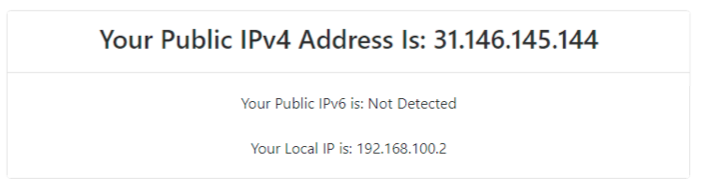 Your Public IPv4 Address Is: 31.146.145.144
Your Public IPv6 is: Not Detected
Your Local IP is: 192.168.100.2